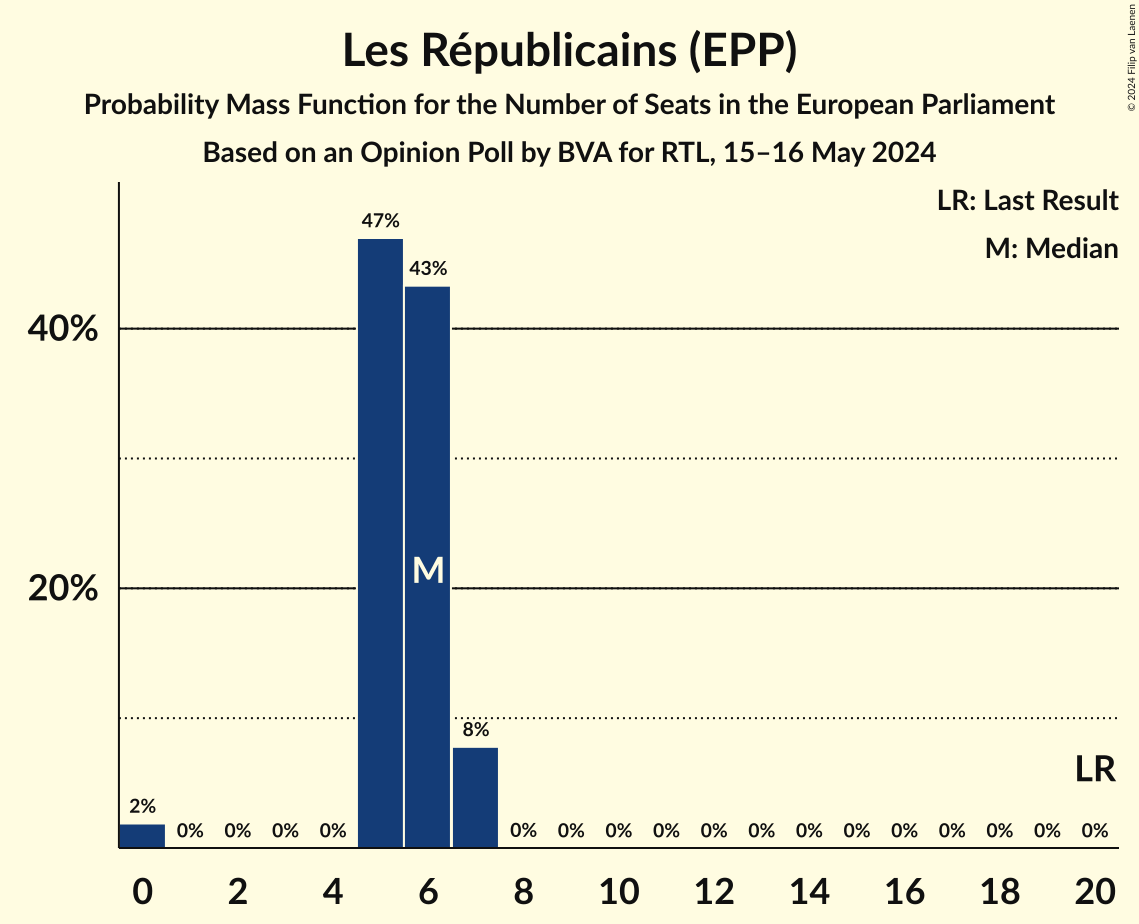 Les Républicains (EPP)
Probability Mass Function for the Number of Seats in the European Parliament
Based on an Opinion Poll by BVA for RTL, 15–16 May 2024
© 2024 Filip van Laenen
LR: Last Result
M: Median
47%
43%
40%
M
20%
8%
LR
2% 0% 0% 0% 0% 0% 0% 0% 0% 0% 0% 0% 0% 0% 0% 0% 0% 0%
0 2 4 6 8 10 12 14 16 18 20